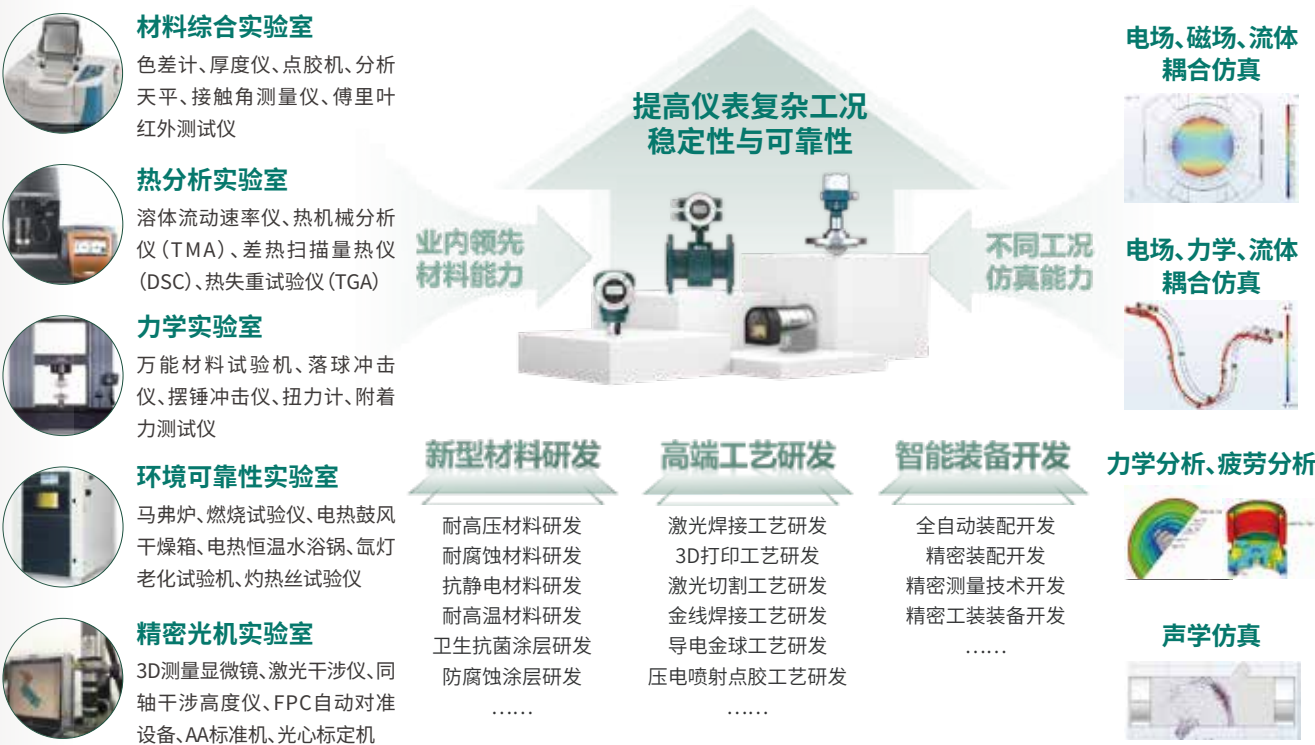 材料综合实验室
色差计、厚度仪、点胶机、分析
天平、接触角测量仪、傅里叶
红外测试仪
热分析实验室
溶体流动速率仪、热机械分析
仪（TMA）、差热扫描量热仪
（DSC）、热失重试验仪（TGA）
力学实验室
万能材料试验机、落球冲击
仪、摆锤冲击仪、扭力计、附着
力测试仪
环境可靠性实验室
马弗炉、燃烧试验仪、电热鼓风
干燥箱、电热恒温水浴锅、氙灯
老化试验机、灼热丝试验仪
精密光机实验室
3D测量显微镜、激光干涉仪、同
轴干涉高度仪、FPC自动对准
设备、AA标准机、光心标定机
提高仪表复杂工况
稳定性与可靠性
业内领先
材料能力
不同工况
仿真能力
新型材料研发
耐高压材料研发
耐腐蚀材料研发
抗静电材料研发
耐高温材料研发
卫生抗菌涂层研发
防腐蚀涂层研发
……
高端工艺研发
激光焊接工艺研发
3D打印工艺研发
激光切割工艺研发
金线焊接工艺研发
导电金球工艺研发
压电喷射点胶工艺研发
……
智能装备开发
全自动装配开发
精密装配开发
精密测量技术开发
精密工装装备开发
……
电场、磁场、流体
耦合仿真
电场、力学、流体
耦合仿真
力学分析、疲劳分析
声学仿真